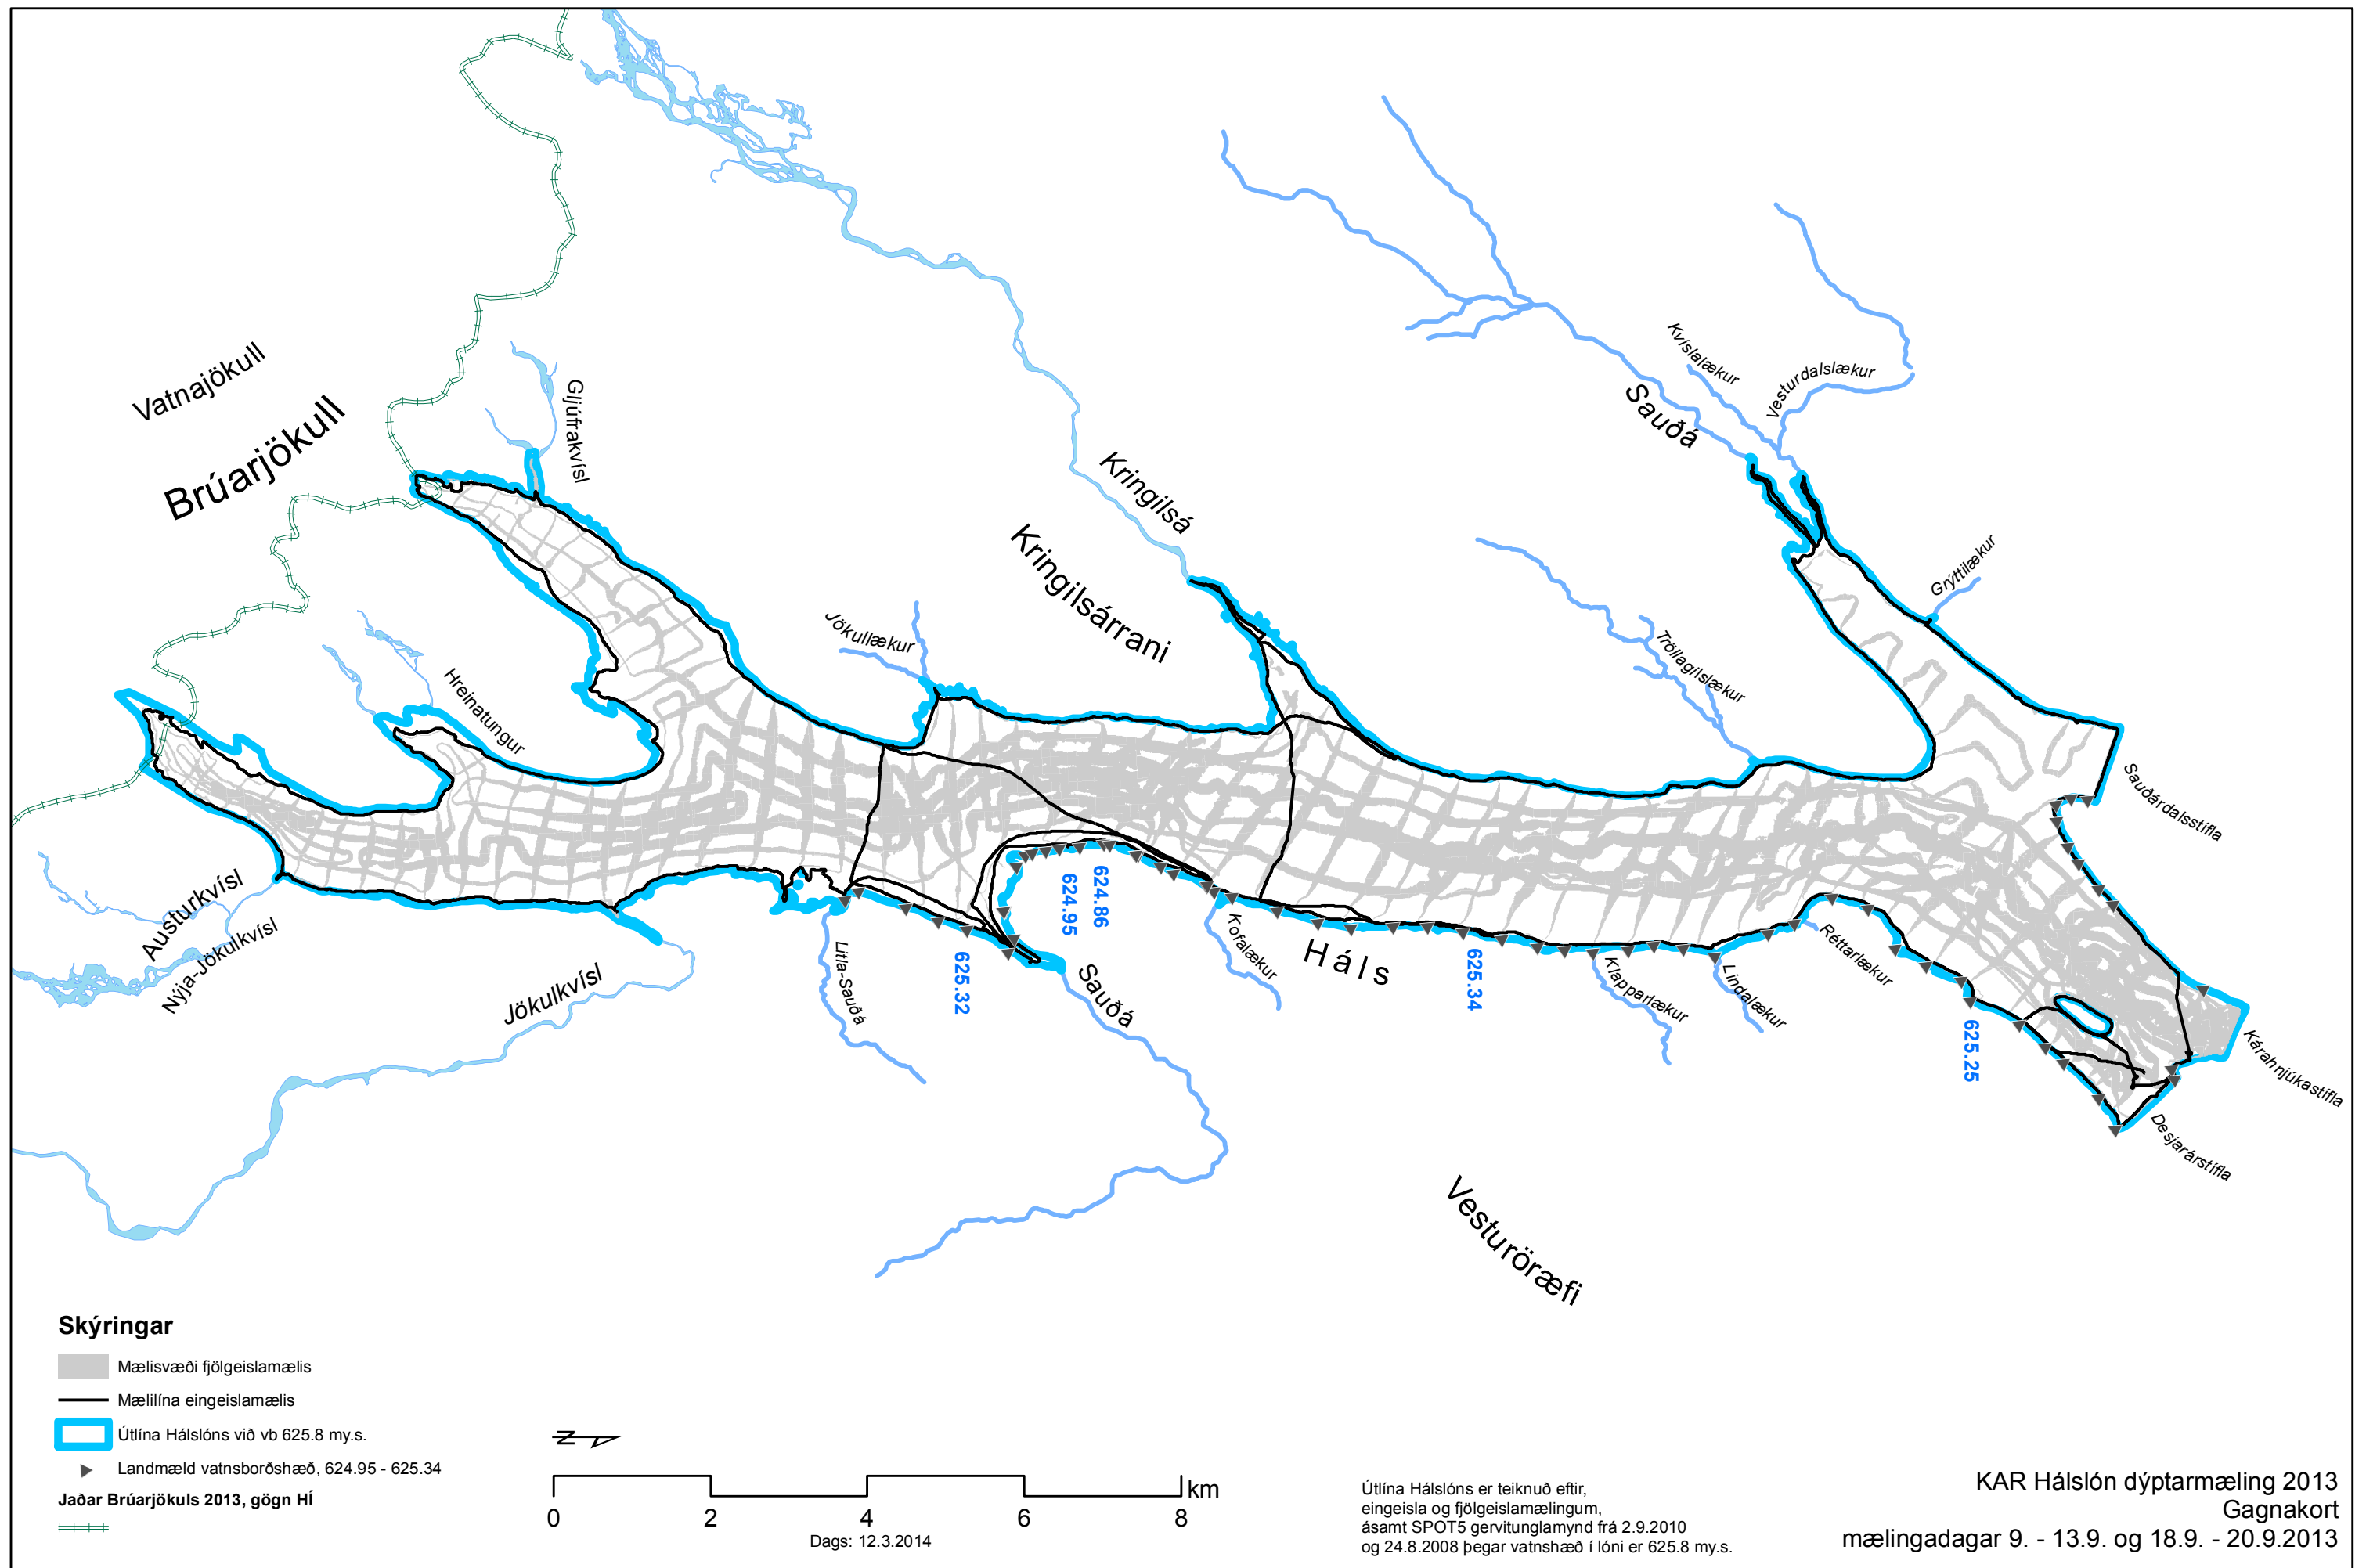 Vatnajökull
Brúarjökull
Gljúfrakvísl
Hreinatungur
Jökullækur
Kringilsá
Kringilsárrani
Sauðá
Kvíslalækur
Vesturdalslækur
Grýttilækur
Tröllagilslækur
Sauðárdalsstífla
Austurkvísl
Nýja-Jökulkvísl
Jökulkvísl
Litla-Sauðá
625.32
624.95
624.86
Sauðá
Kofalækur
Háls
625.34
Klapparlækur
Lindalækur
Réttarlækur
625.25
Kárahnjúkastífla
Desjarárstífla
Vesturöræfi
Skýringar
Mælisvæði fjölgeislamælis
Mælilína eingeislamælis
Útlína Hálslóns við vb 625.8 my.s.
Landmæld vatnsborðshæð, 624.95 - 625.34
Jaðar Brúarjökuls 2013, gögn HÍ
N
km
0 2 4 6 8
Dags: 12.3.2014
Útlína Hálslóns er teiknuð eftir,
eingeisla og fjölgeislamælingum,
ásamt SPOT5 gervitunglamynd frá 2.9.2010
og 24.8.2008 þegar vatnshæð í lóni er 625.8 my.s.
KAR Hálslón dýptarmæling 2013
Gagnakort
mælingadagar 9. - 13.9. og 18.9. - 20.9.2013